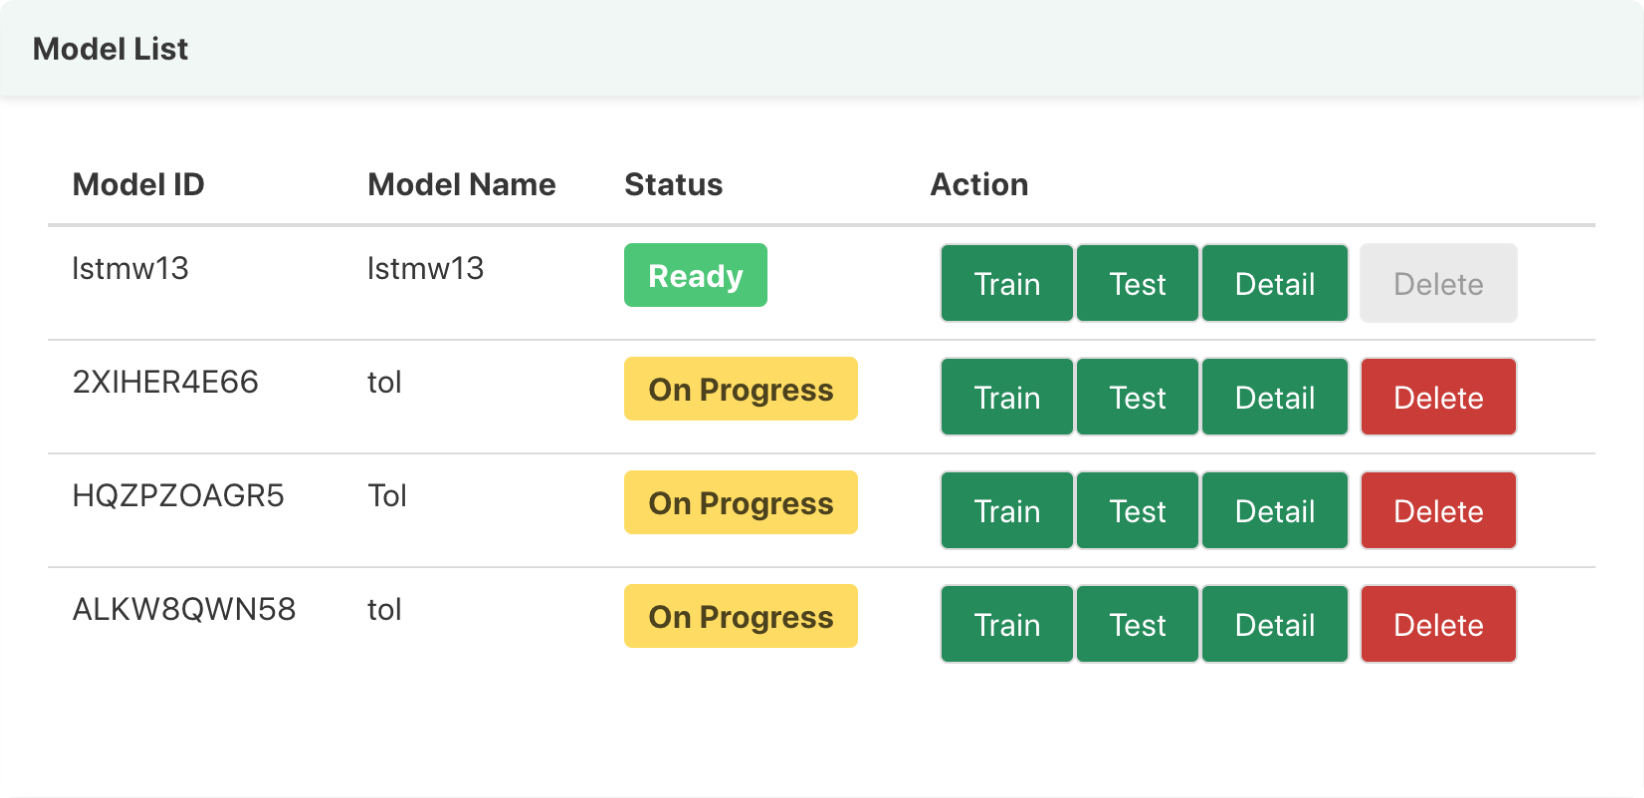 Model List
Model ID Model Name Status Action
lstmw13 lstmw13 Ready Train Test Detail Delete
2XIHER4E66 tol On Progress Train Test Detail Delete
HQZPZOAGR5 Tol On Progress Train Test Detail Delete
ALKW8QWN58 tol On Progress Train Test Detail Delete